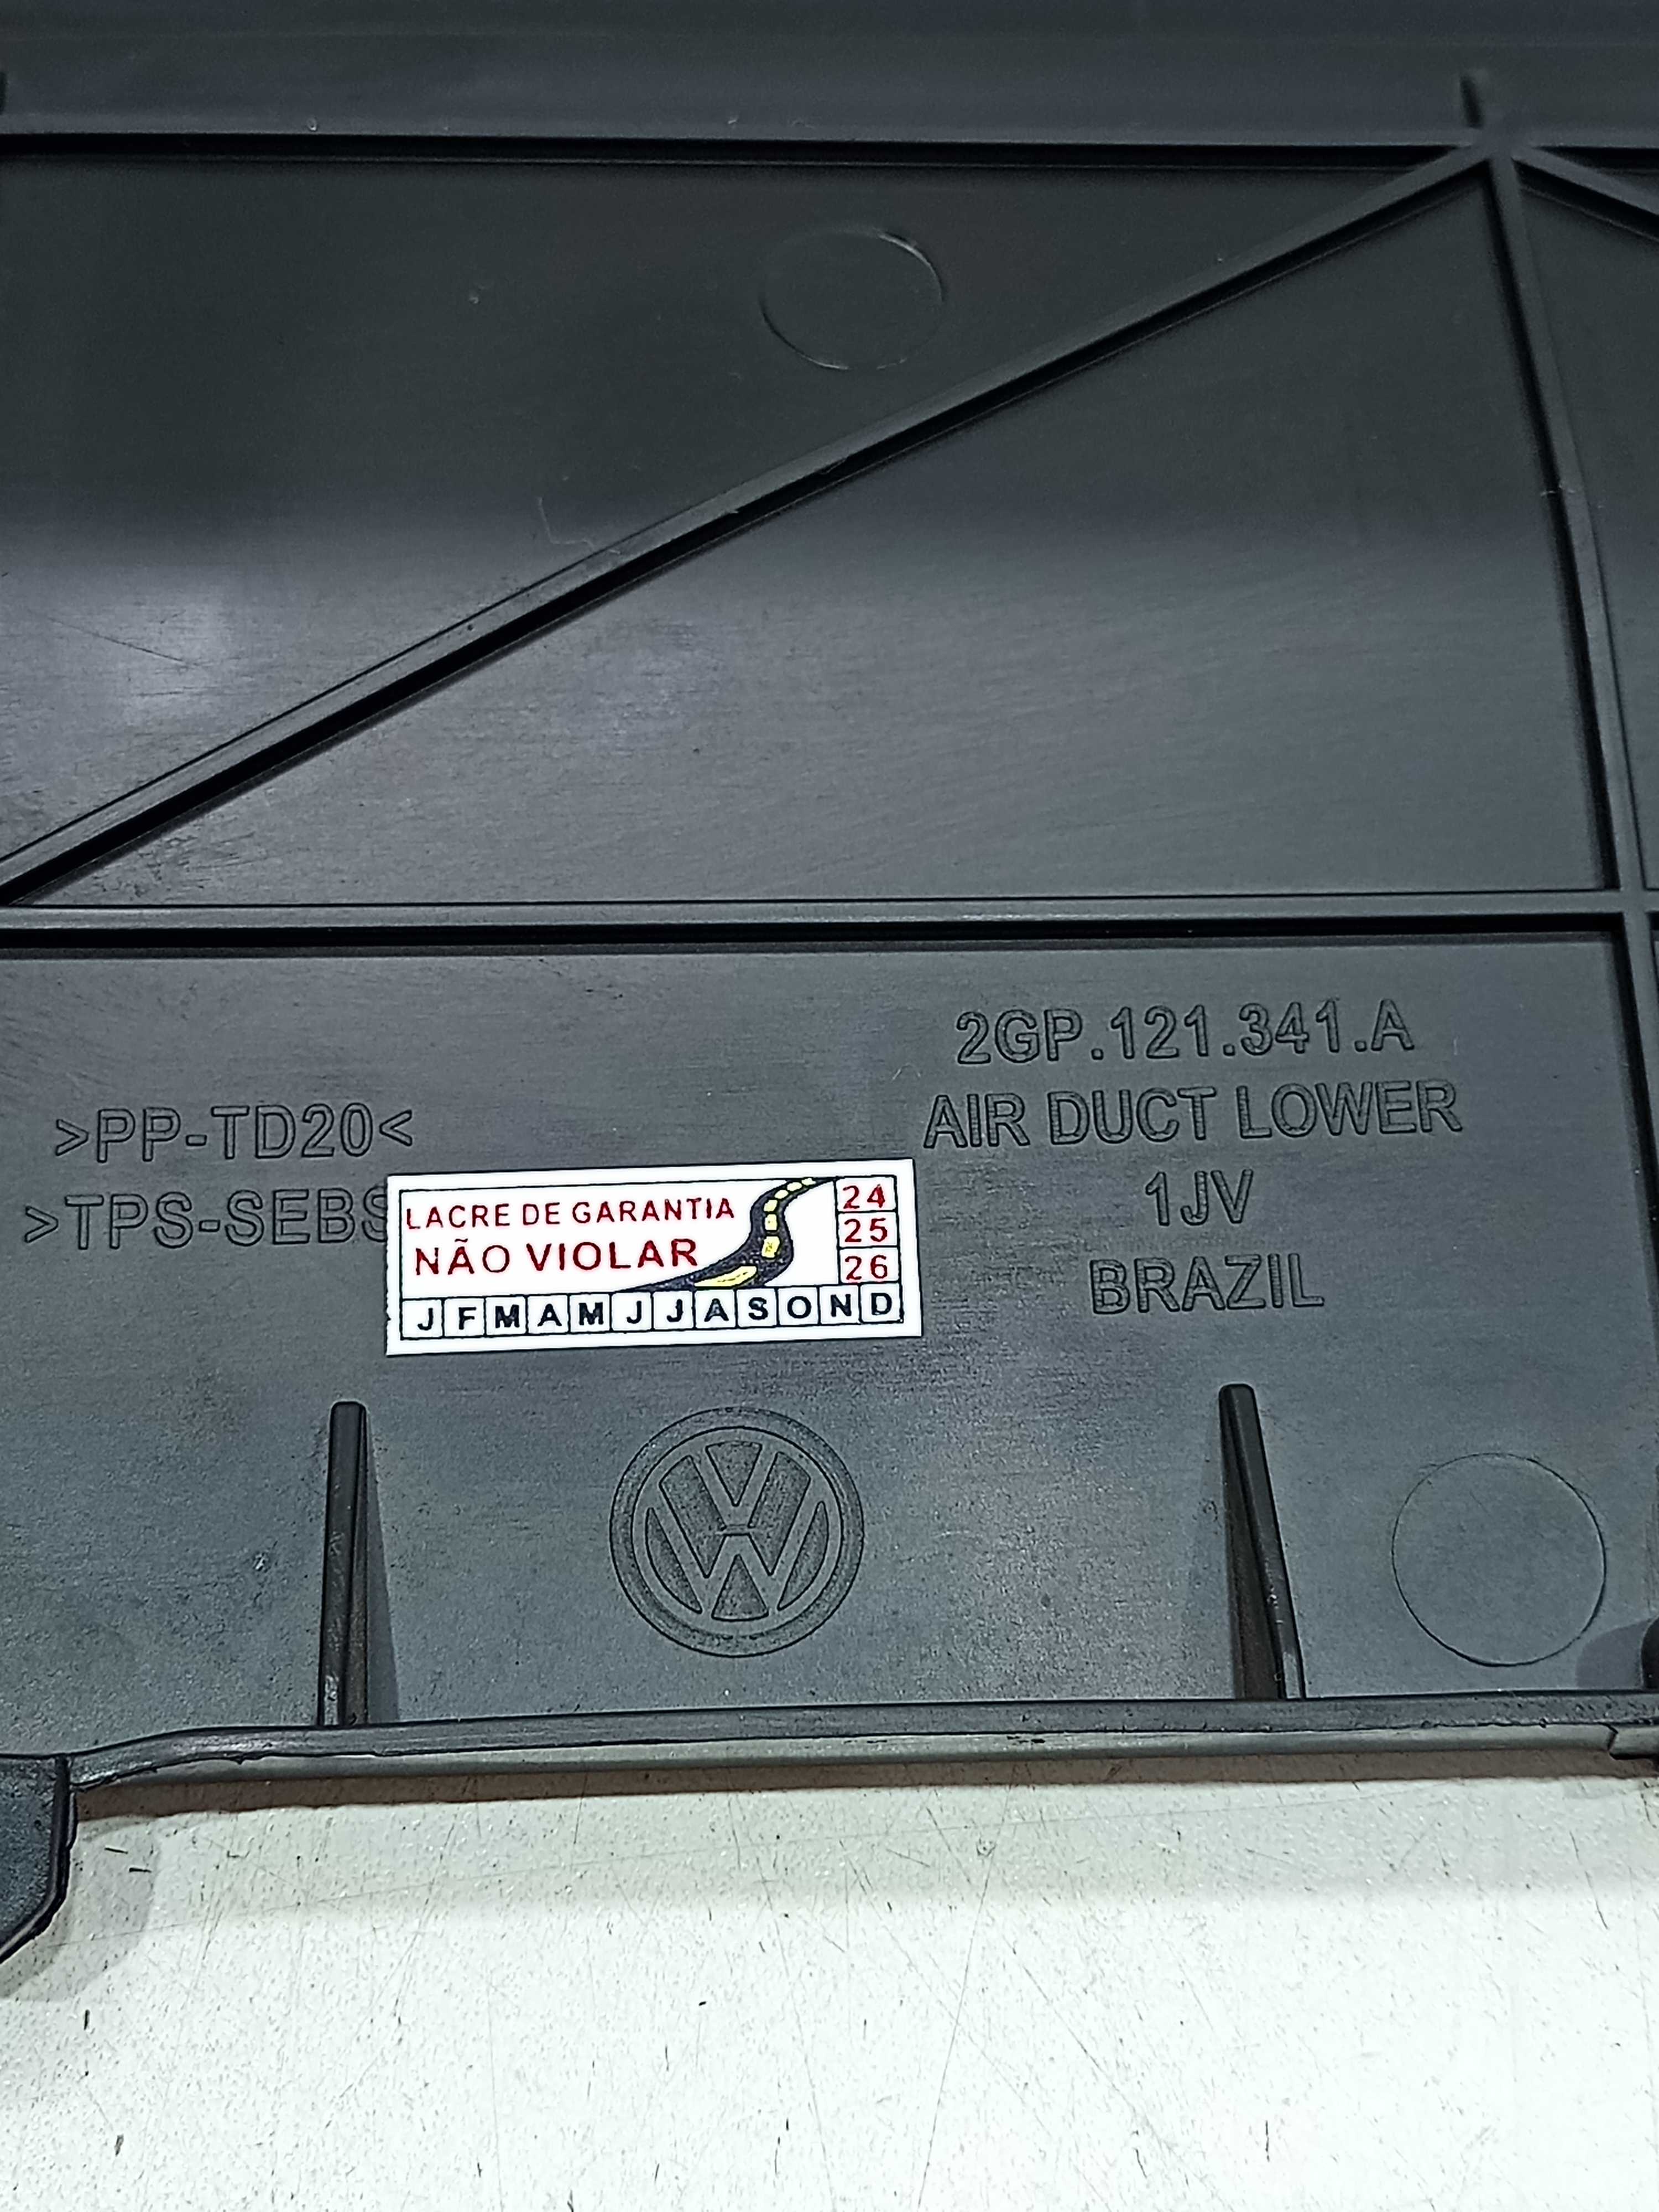 2GP.121.341.A
AIR DUCT LOWER
1JV
BRAZIL
>PP-TD20<
>TPS-SEBS
LACRE DE GARANTIA
NÃO VIOLAR
24
25
26
J F M A M J J A S O N D